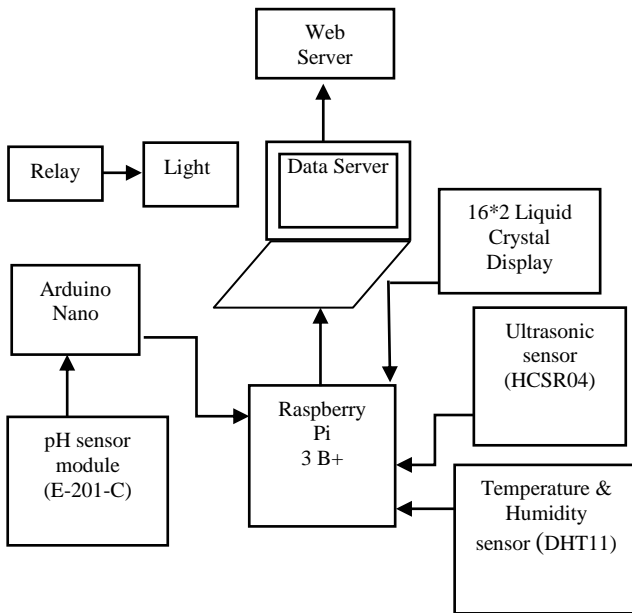 Web
Server
Data Server
Relay
Light
16*2 Liquid
Crystal
Display
Arduino
Nano
Ultrasonic
sensor
(HCSR04)
Raspberry
Pi
3 B+
pH sensor
module
(E-201-C)
Temperature &
Humidity
sensor (DHT11)